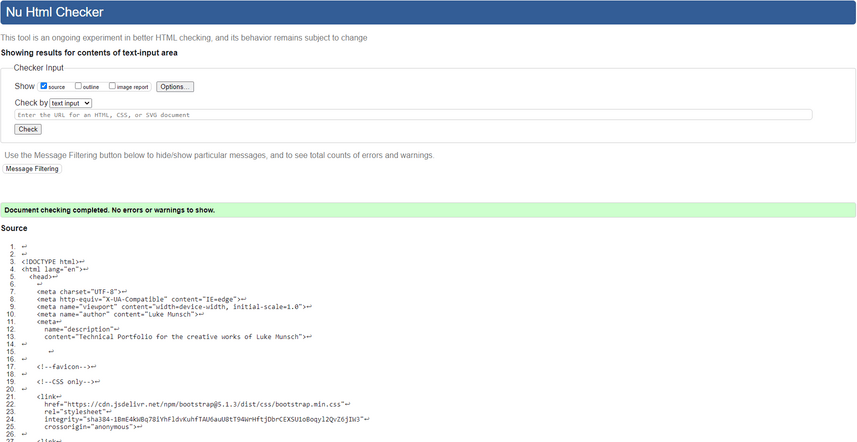 Nu Html Checker
This tool is an ongoing experiment in better HTML checking, and its behavior remains subject to change
Showing results for contents of text-input area
Checker Input
Show source outline image report Options...
Check by text input
Enter the URL for an HTML, CSS, or SVG document
Check
Use the Message Filtering button below to hide/show particular messages, and to see total counts of errors and warnings.
Message Filtering
Document checking completed. No errors or warnings to show.
Source
1. ↩
2. ↩
3. <!DOCTYPE html>↩
4. <html lang="en">↩
5. <head>↩
6. ↩
7. <meta charset="UTF-8">↩
8. <meta http-equiv="X-UA-Compatible" content="IE=edge">↩
9. <meta name="viewport" content="width=device-width, initial-scale=1.0">↩
10. <meta name="author" content="Luke Munsch">↩
11. <meta↩
12. name="description"↩
13. content="Technical Portfolio for the creative works of Luke Munsch">↩
14. ↩
15. ↩
16. ↩
17. <!--favicon-->↩
18. ↩
19. <!--CSS only-->↩
20. ↩
21. <link↩
22. href="https://cdn.jsdelivr.net/npm/bootstrap@5.1.3/dist/css/bootstrap.min.css"↩
23. rel="stylesheet"↩
24. integrity="sha384-1BmE4kWBq78iYhFldvKuhfTAU6auU8tT94WrHftjDbrCEXSU1oBoqyl2QvZ6jIW3"↩
25. crossorigin="anonymous">↩
26. ↩
27. <link↩